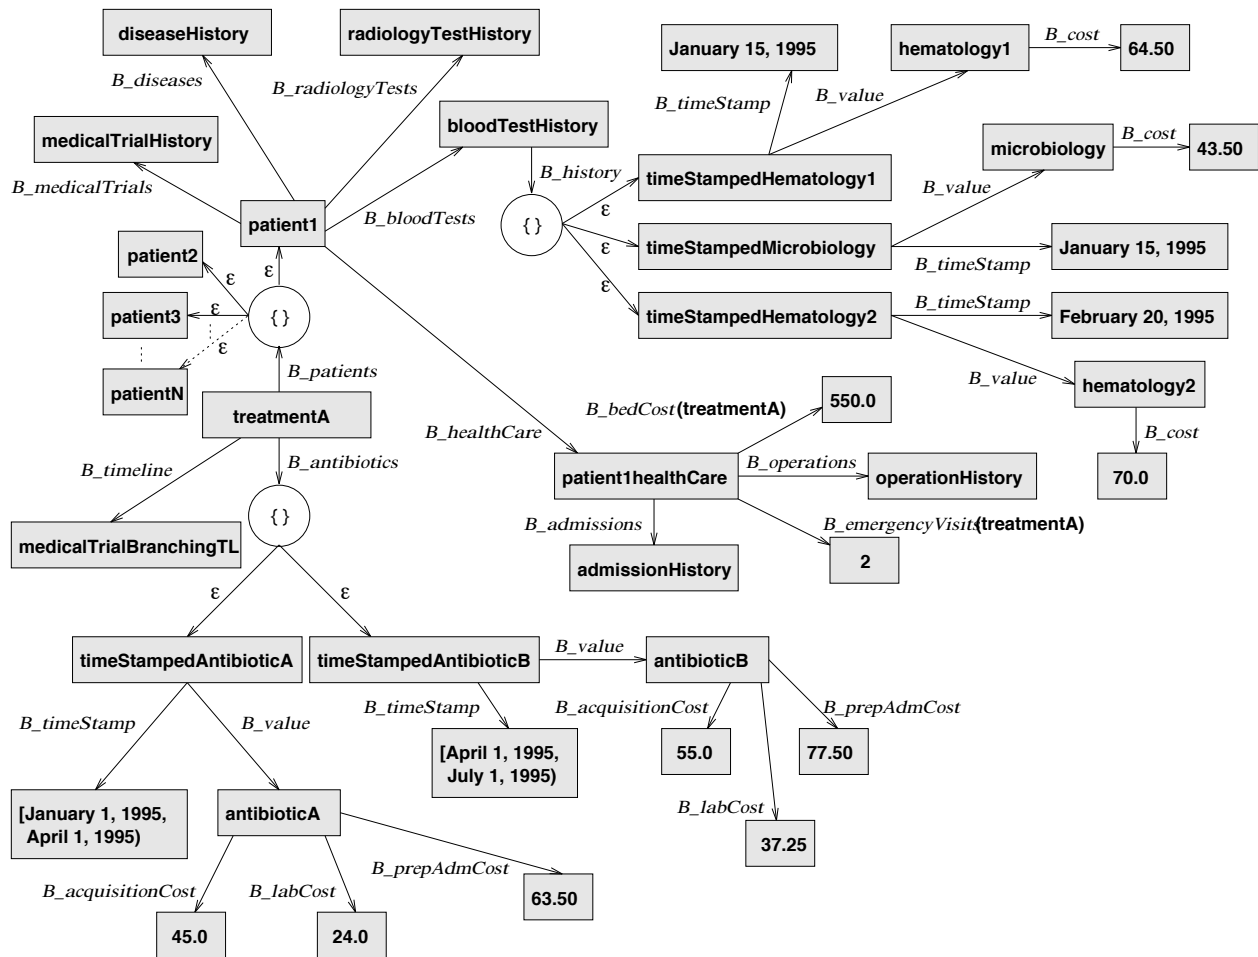 diseaseHistory
radiologyTestHistory
January 15, 1995
hematology1
B_cost
64.50
B_diseases
B_radiologyTests
B_timeStamp
B_value
medicalTrialHistory
bloodTestHistory
microbiology
B_cost
43.50
B_medicalTrials
B_history
timeStampedHematology1
B_value
ε
patient1
B_bloodTests
{ }
timeStampedMicrobiology
ε
January 15, 1995
B_timeStamp
patient2
ε
ε
ε
timeStampedHematology2
B_timeStamp
February 20, 1995
patient3
ε
{ }
ε
patientN
B_patients
B_value
hematology2
treatmentA
B_bedCost(treatmentA)
550.0
B_healthCare
B_cost
B_timeline
B_antibiotics
patient1healthCare
B_operations
operationHistory
70.0
{ }
B_admissions
B_emergencyVisits(treatmentA)
medicalTrialBranchingTL
admissionHistory
2
ε
ε
timeStampedAntibioticA
timeStampedAntibioticB
B_value
antibioticB
B_timeStamp
B_value
B_timeStamp
B_acquisitionCost
B_prepAdmCost
[April 1, 1995,
July 1, 1995)
55.0
77.50
[January 1, 1995,
April 1, 1995)
antibioticA
B_labCost
37.25
B_prepAdmCost
B_acquisitionCost
B_labCost
63.50
45.0
24.0